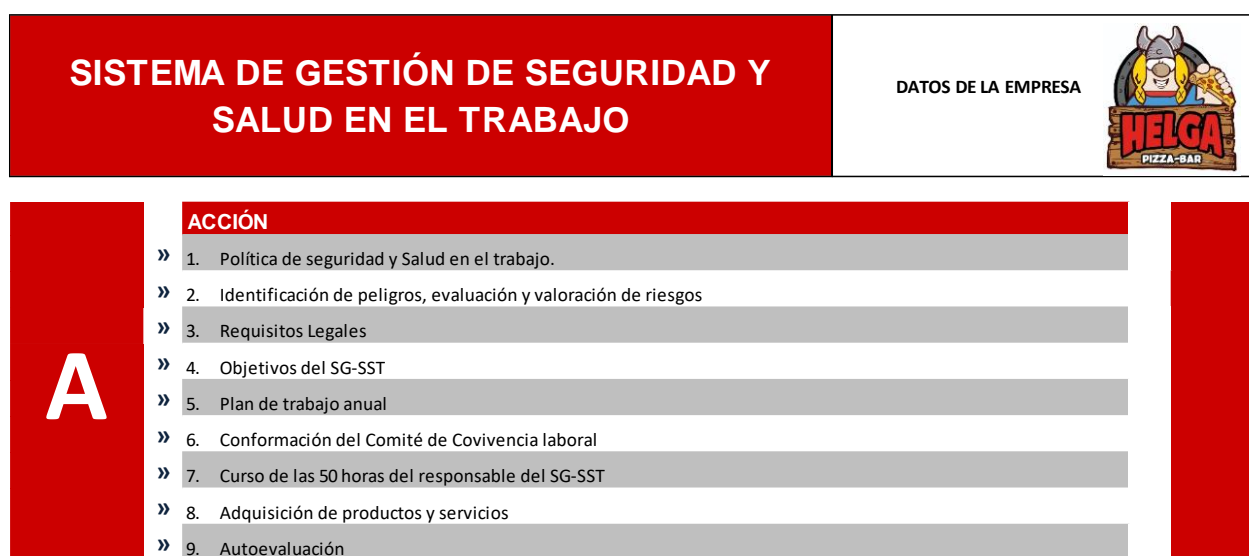 SISTEMA DE GESTIÓN DE SEGURIDAD Y
SALUD EN EL TRABAJO
DATOS DE LA EMPRESA
HELGA
PIZZA-BAR
A
ACCIÓN
» 1. Política de seguridad y Salud en el trabajo.
» 2. Identificación de peligros, evaluación y valoración de riesgos
» 3. Requisitos Legales
» 4. Objetivos del SG-SST
» 5. Plan de trabajo anual
» 6. Conformación del Comité de Covivencia laboral
» 7. Curso de las 50 horas del responsable del SG-SST
» 8. Adquisición de productos y servicios
» 9. Autoevaluación